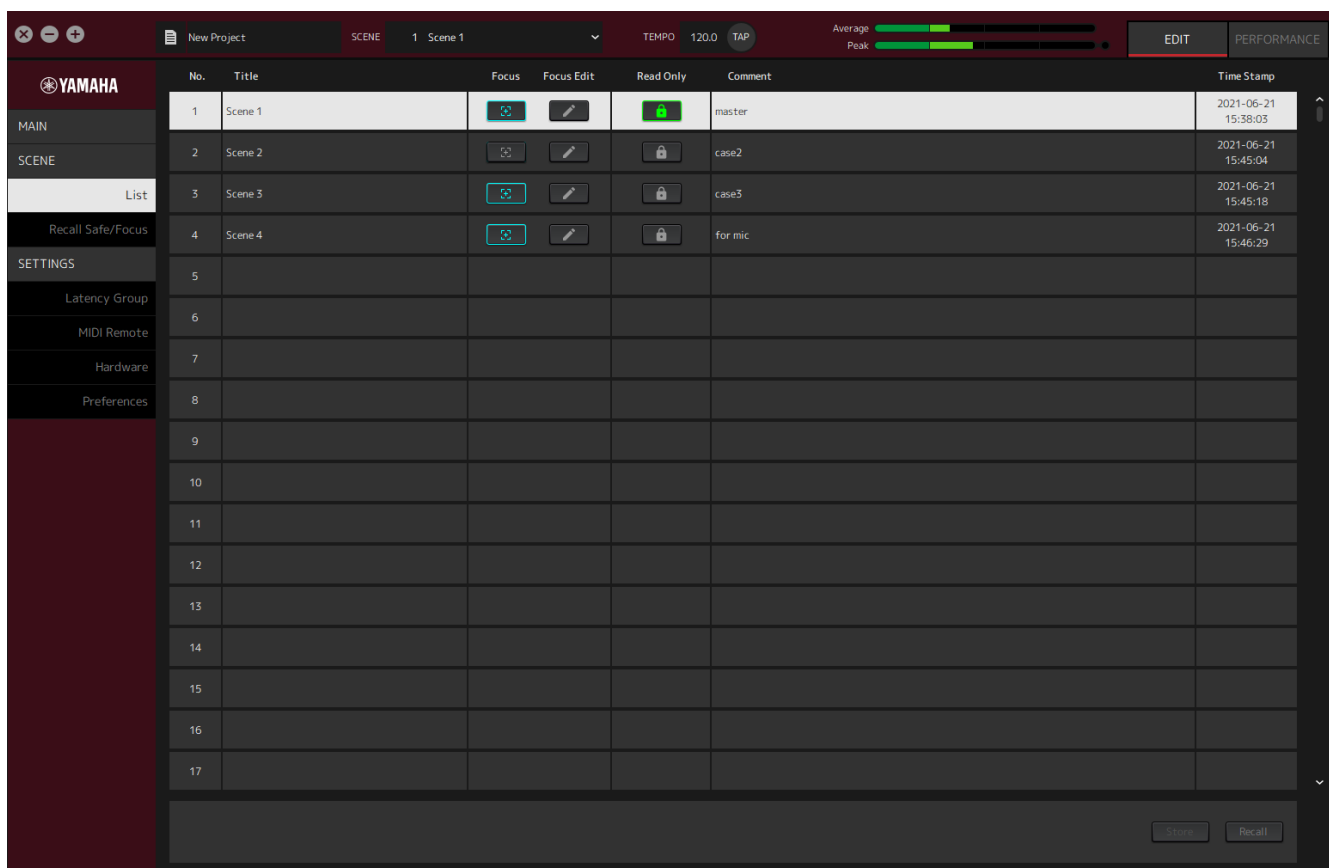 New Project SCENE 1 Scene 1 TEMPO 120.0 TAP Average EDIT PERFORMANCE
Peak
YAMAHA
No. Title Focus Focus Edit Read Only Comment Time Stamp
MAIN
SCENE
List
Recall Safe/Focus
SETTINGS
Latency Group
MIDI Remote
Hardware
Preferences
1 Scene 1 master 2021-06-21
15:38:03
2 Scene 2 case2 2021-06-21
15:45:04
3 Scene 3 case3 2021-06-21
15:45:18
4 Scene 4 for mic 2021-06-21
15:46:29
5
6
7
8
9
10
11
12
13
14
15
16
17
Store Recall